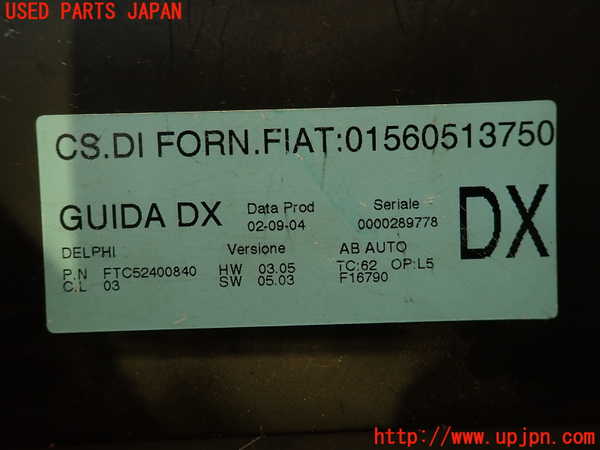 USED PARTS JAPAN
CS.DI FORN.FIAT:01560513750
GUIDA DX
Data Prod
02-09-04
Seriale
0000289778
DX
DELPHI
P.N FTC52400840
C.L 03
Versione
HW 03.05
SW 05.03
AB AUTO
TC:62 OP:L5
F16790
http://www.upjpn.com